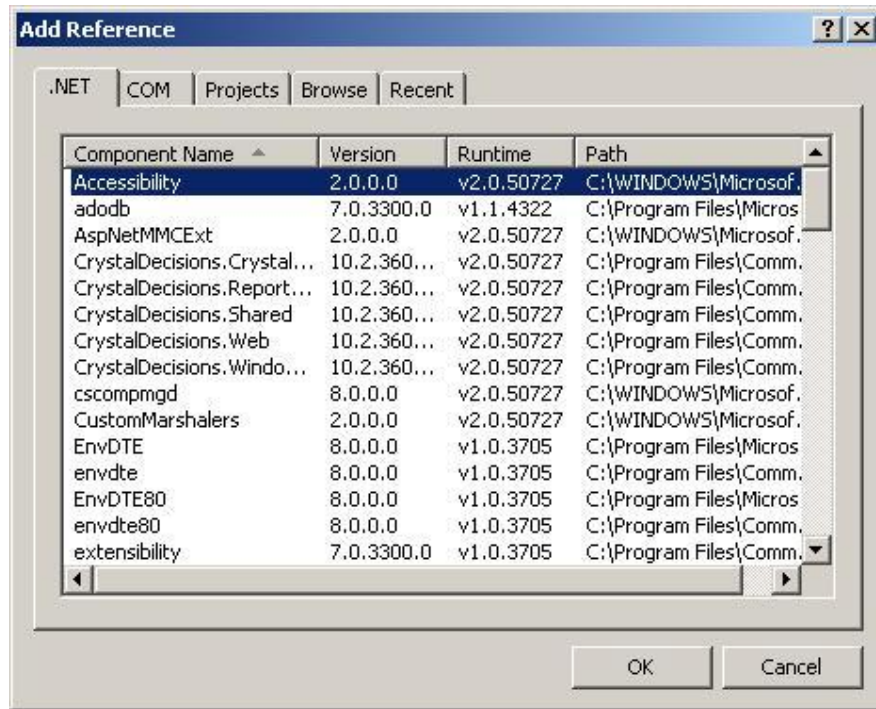 Add Reference
.NET COM Projects Browse Recent
Component Name Version Runtime Path
Accessibility 2.0.0.0 v2.0.50727 C:\WINDOWS\Microsof.
adodb 7.0.3300.0 v1.1.4322 C:\Program Files\Micros
AspNetMMCExt 2.0.0.0 v2.0.50727 C:\WINDOWS\Microsof.
CrystalDecisions.Crystal... 10.2.360... v2.0.50727 C:\Program Files\Comm.
CrystalDecisions.Report... 10.2.360... v2.0.50727 C:\Program Files\Comm.
CrystalDecisions.Shared 10.2.360... v2.0.50727 C:\Program Files\Comm.
CrystalDecisions.Web 10.2.360... v2.0.50727 C:\Program Files\Comm.
CrystalDecisions.Windo... 10.2.360... v2.0.50727 C:\Program Files\Comm.
cscompmgd 8.0.0.0 v2.0.50727 C:\WINDOWS\Microsof.
CustomMarshalers 2.0.0.0 v2.0.50727 C:\WINDOWS\Microsof.
EnvDTE 8.0.0.0 v1.0.3705 C:\Program Files\Micros
envdte 8.0.0.0 v1.0.3705 C:\Program Files\Comm.
EnvDTE80 8.0.0.0 v1.0.3705 C:\Program Files\Micros
envdte80 8.0.0.0 v1.0.3705 C:\Program Files\Comm.
extensibility 7.0.3300.0 v1.0.3705 C:\Program Files\Comm.
OK Cancel